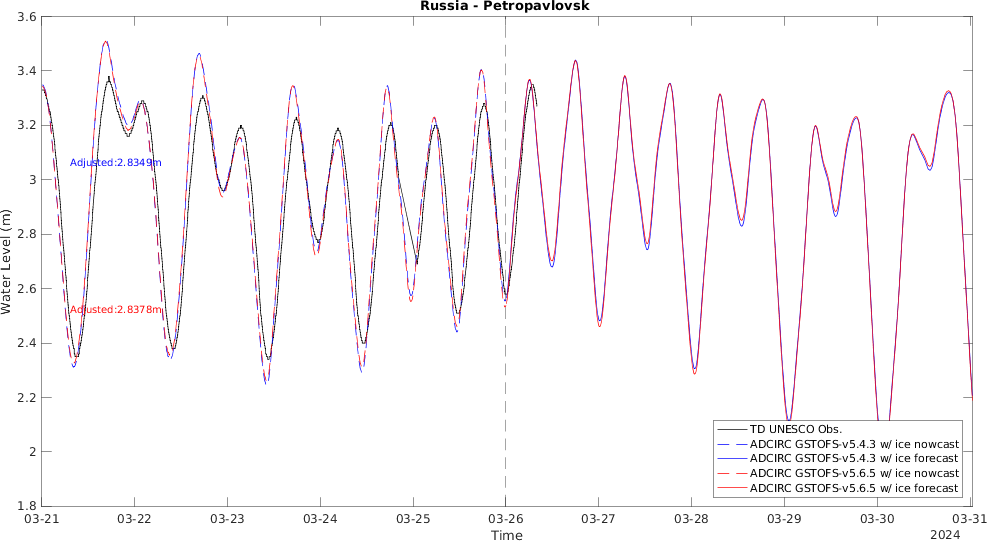 Russia - Petropavlovsk
3.6
3.4
3.2
3
2.8
2.6
2.4
2.2
2
1.8
Water Level (m)
Adjusted:2.8349m
Adjusted:2.8378m
TD UNESCO Obs.
ADCIRC GSTOFS-v5.4.3 w/ ice nowcast
ADCIRC GSTOFS-v5.4.3 w/ ice forecast
ADCIRC GSTOFS-v5.6.5 w/ ice nowcast
ADCIRC GSTOFS-v5.6.5 w/ ice forecast
03-21 03-22 03-23 03-24 03-25 03-26 03-27 03-28 03-29 03-30 03-31
Time
2024